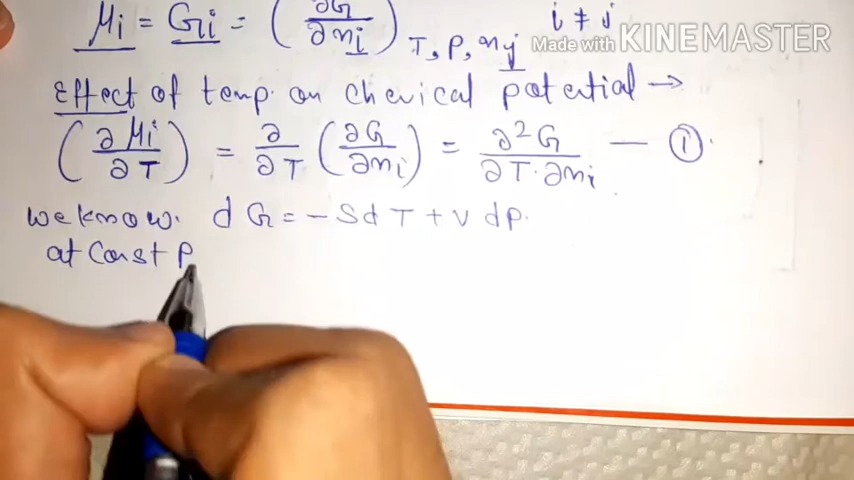 μi = Gi = (∂G/∂ni) T, P, nj i ≠ j
Made with KINEMASTER
Effect of temp. on chemical potential →
(∂μi/∂T) = ∂/∂T (∂G/∂ni) = ∂²G/∂T·∂ni — ①
we know. dG = -SdT + VdP.
at Const P